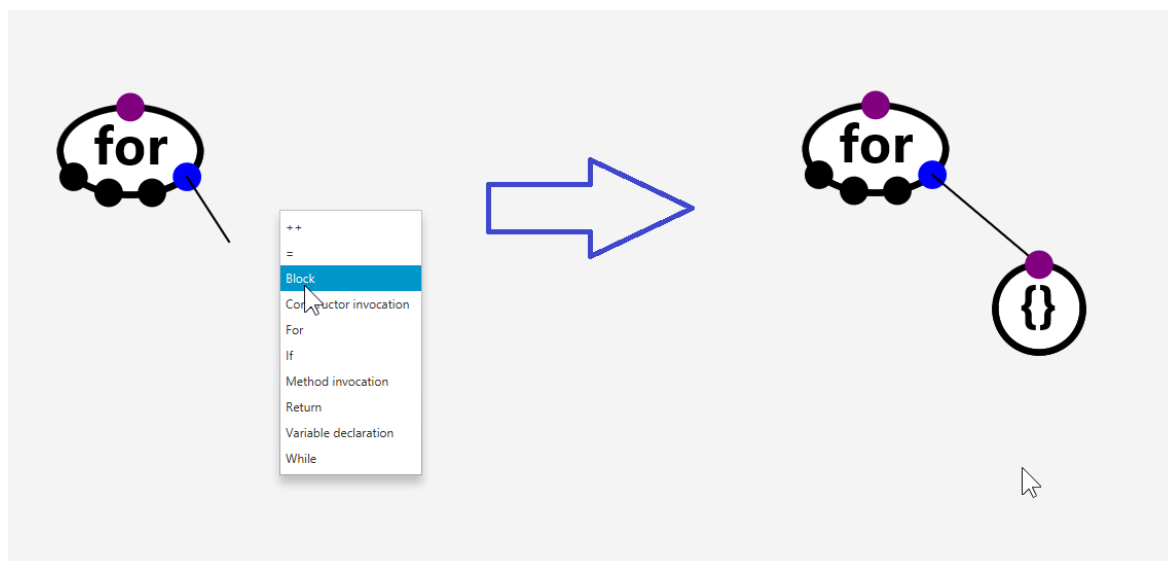 for
++
=
Block
Constructor invocation
For
If
Method invocation
Return
Variable declaration
While
for
{}